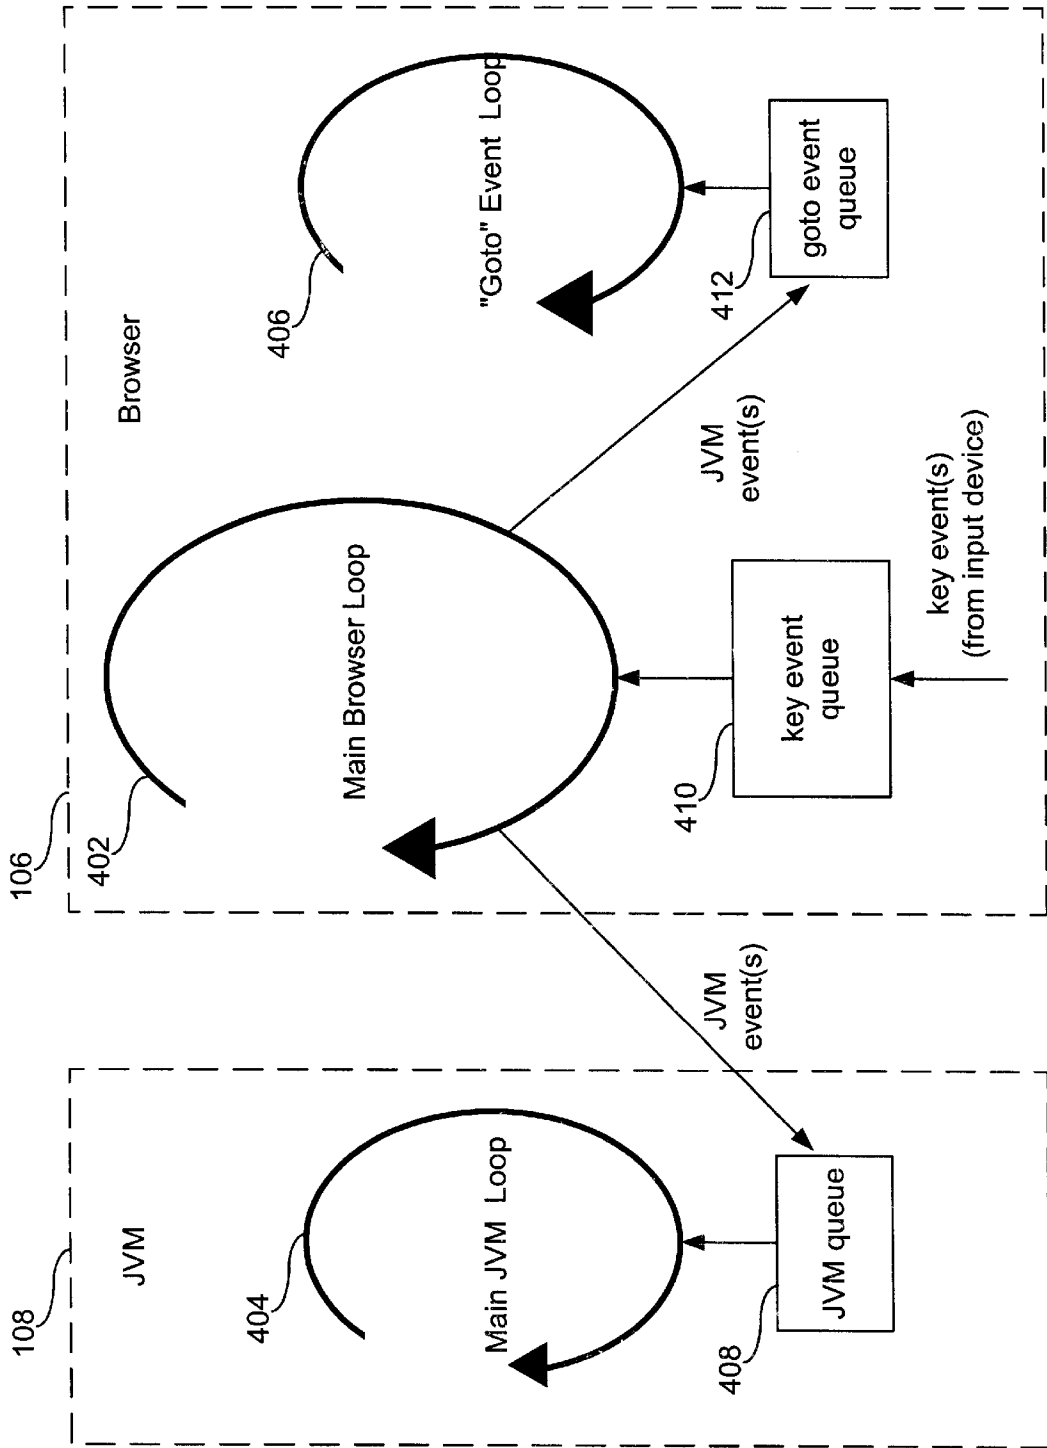 108
JVM
404
Main JVM Loop
408
JVM queue
JVM
event(s)
106
Browser
402
Main Browser Loop
410
key event
queue
key event(s)
(from input device)
JVM
event(s)
406
"Goto" Event Loop
412
goto event
queue